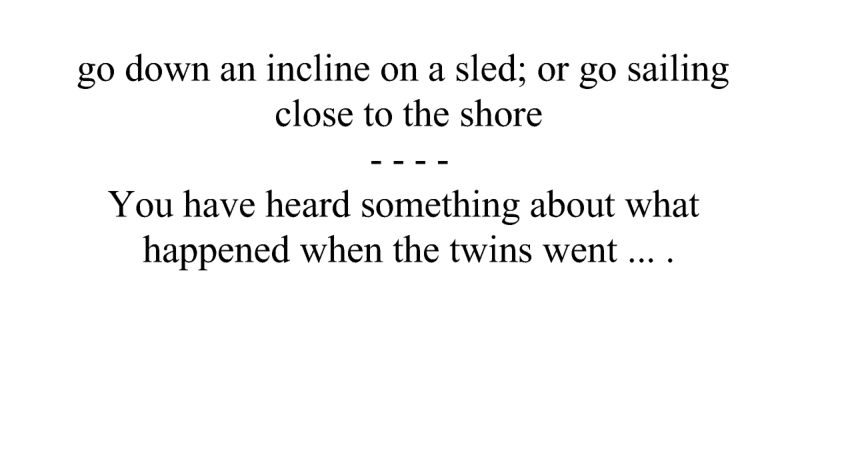 go down an incline on a sled; or go sailing
close to the shore
- - - -
You have heard something about what
happened when the twins went ... .